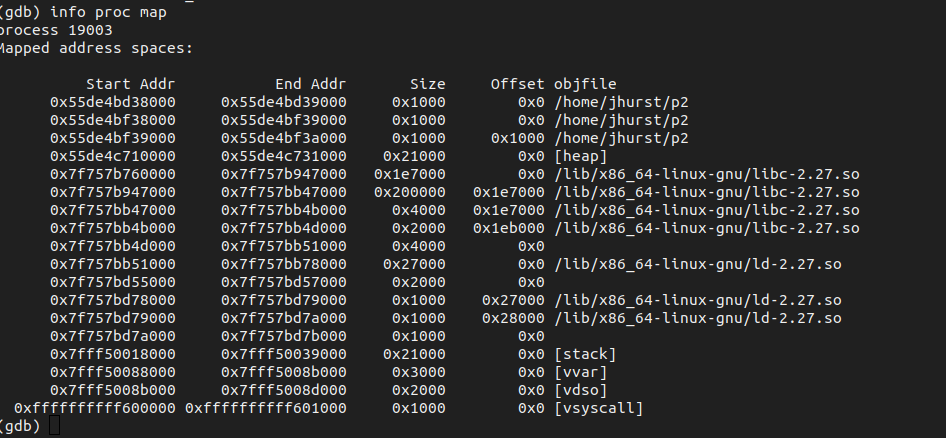 (gdb) info proc map
process 19003
Mapped address spaces:
Start Addr End Addr Size Offset objfile
0x55de4bd38000 0x55de4bd39000 0x1000 0x0 /home/jhurst/p2
0x55de4bf38000 0x55de4bf39000 0x1000 0x0 /home/jhurst/p2
0x55de4bf39000 0x55de4bf3a000 0x1000 0x1000 /home/jhurst/p2
0x55de4c710000 0x55de4c731000 0x21000 0x0 [heap]
0x7f757b760000 0x7f757b947000 0x1e7000 0x0 /lib/x86_64-linux-gnu/libc-2.27.so
0x7f757b947000 0x7f757bb47000 0x200000 0x1e7000 /lib/x86_64-linux-gnu/libc-2.27.so
0x7f757bb47000 0x7f757bb4b000 0x4000 0x1e7000 /lib/x86_64-linux-gnu/libc-2.27.so
0x7f757bb4b000 0x7f757bb4d000 0x2000 0x1eb000 /lib/x86_64-linux-gnu/libc-2.27.so
0x7f757bb4d000 0x7f757bb51000 0x4000 0x0
0x7f757bb51000 0x7f757bb78000 0x27000 0x0 /lib/x86_64-linux-gnu/ld-2.27.so
0x7f757bd55000 0x7f757bd57000 0x2000 0x0
0x7f757bd78000 0x7f757bd79000 0x1000 0x27000 /lib/x86_64-linux-gnu/ld-2.27.so
0x7f757bd79000 0x7f757bd7a000 0x1000 0x28000 /lib/x86_64-linux-gnu/ld-2.27.so
0x7f757bd7a000 0x7f757bd7b000 0x1000 0x0
0x7fff50018000 0x7fff50039000 0x21000 0x0 [stack]
0x7fff50088000 0x7fff5008b000 0x3000 0x0 [vvar]
0x7fff5008b000 0x7fff5008d000 0x2000 0x0 [vdso]
0xffffffffff600000 0xffffffffff601000 0x1000 0x0 [vsyscall]
(gdb)